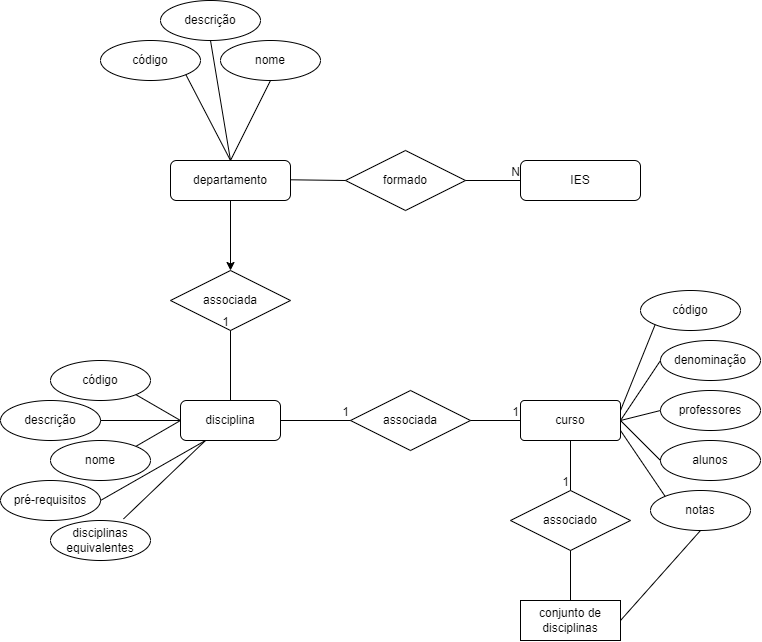 descrição
código
nome
departamento
formado
N
IES
associada
1
código
descrição
nome
pré-requisitos
disciplinas
equivalentes
disciplina
1
associada
1
curso
código
denominação
professores
alunos
notas
1
associado
conjunto de
disciplinas